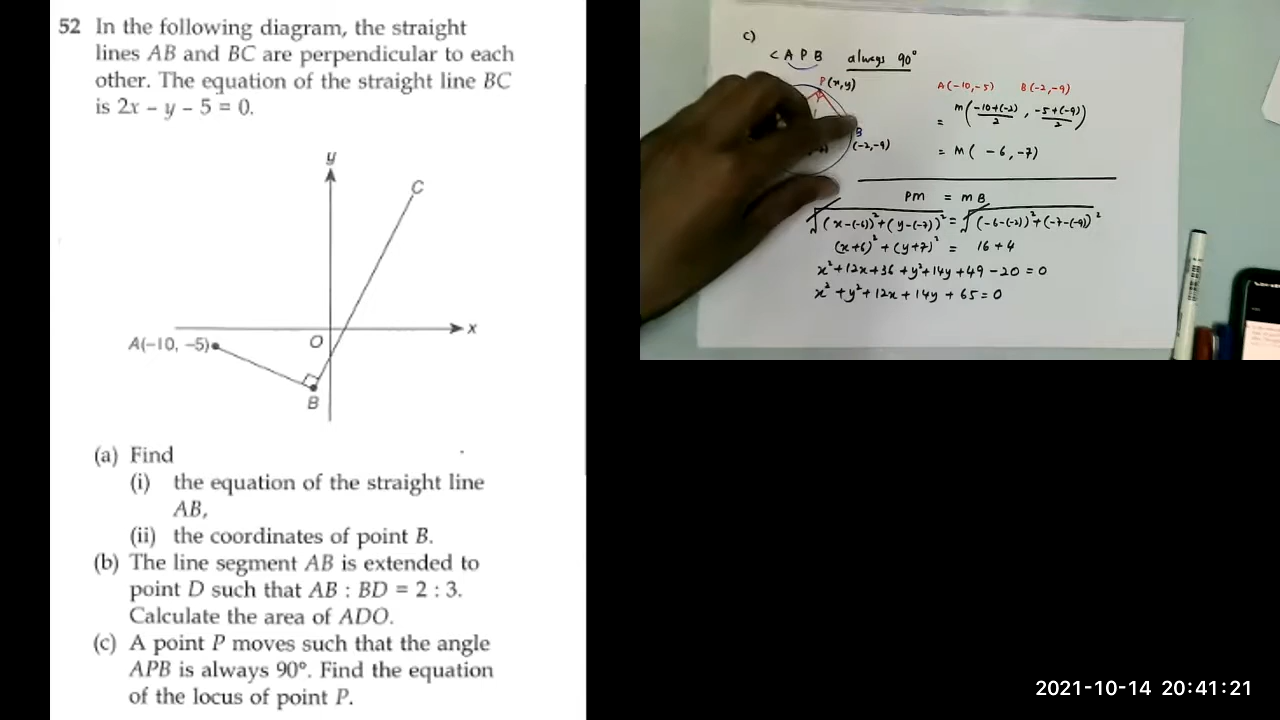 52 In the following diagram, the straight
lines AB and BC are perpendicular to each
other. The equation of the straight line BC
is 2x – y – 5 = 0.
y
C
x
O
A(–10, –5)
B
(a) Find
(i) the equation of the straight line
AB,
(ii) the coordinates of point B.
(b) The line segment AB is extended to
point D such that AB : BD = 2 : 3.
Calculate the area of ADO.
(c) A point P moves such that the angle
APB is always 90°. Find the equation
of the locus of point P.
c)
< A P B always 90°
P(x,y)
B
(-2,-9)
A(-10,-5) B(-2,-9)
= M(-10+(-2)/2 , -5+(-9)/2)
= M( -6,-7)
PM = MB
√(x-(-6))²+(y-(-7))² = √(-6-(-2))²+(-7-(-9))²
(x+6)² + (y+7)² = 16+4
x²+12x+36+y²+14y+49-20=0
x²+y²+12x+14y+65=0
2021-10-14 20:41:21